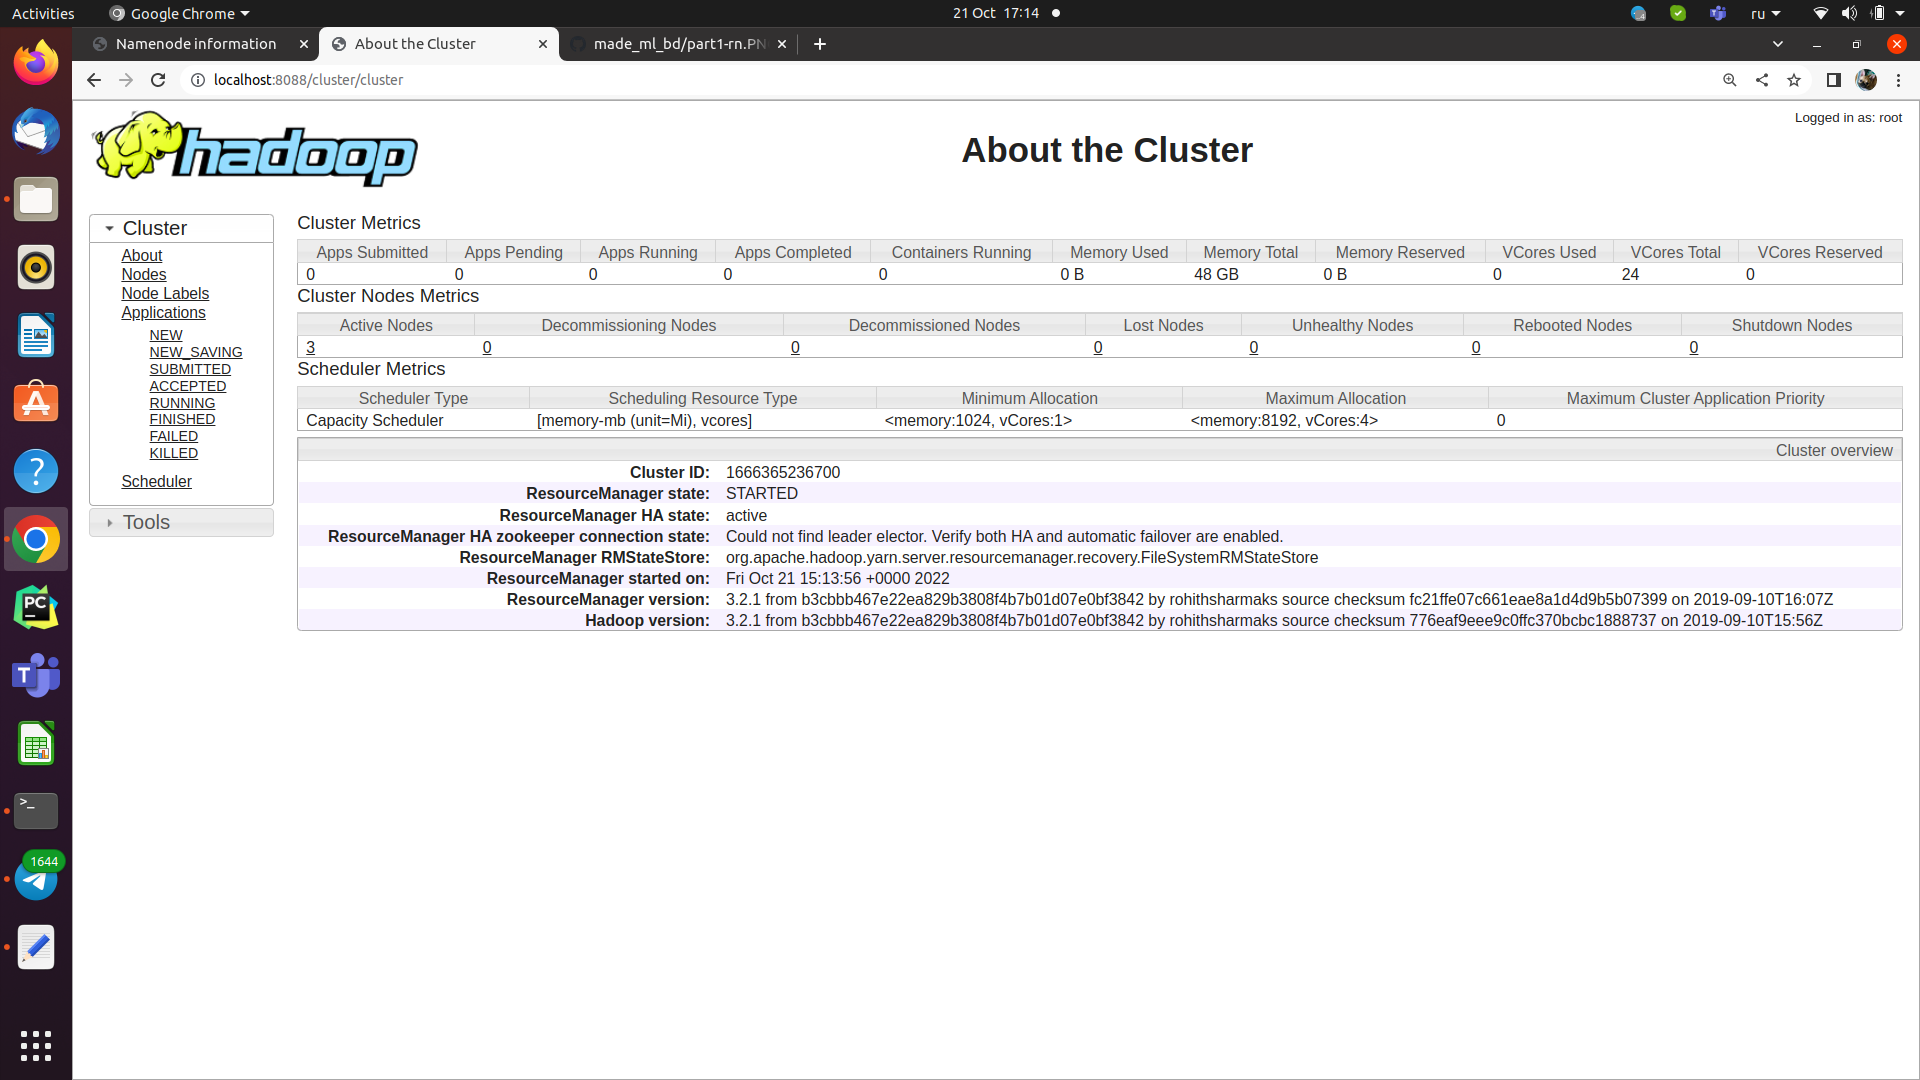 Activities Google Chrome 21 Oct 17:14 ru
Namenode information About the Cluster made_ml_bd/part1-rn.PN
localhost:8088/cluster/cluster
Logged in as: root
hadoop
About the Cluster
Cluster
About
Nodes
Node Labels
Applications
NEW
NEW_SAVING
SUBMITTED
ACCEPTED
RUNNING
FINISHED
FAILED
KILLED
Scheduler
Tools
Cluster Metrics
Apps Submitted Apps Pending Apps Running Apps Completed Containers Running Memory Used Memory Total Memory Reserved VCores Used VCores Total VCores Reserved
0 0 0 0 0 0 B 48 GB 0 B 0 24 0
Cluster Nodes Metrics
Active Nodes Decommissioning Nodes Decommissioned Nodes Lost Nodes Unhealthy Nodes Rebooted Nodes Shutdown Nodes
3 0 0 0 0 0 0
Scheduler Metrics
Scheduler Type Scheduling Resource Type Minimum Allocation Maximum Allocation Maximum Cluster Application Priority
Capacity Scheduler [memory-mb (unit=Mi), vcores] <memory:1024, vCores:1> <memory:8192, vCores:4> 0
Cluster overview
Cluster ID: 1666365236700
ResourceManager state: STARTED
ResourceManager HA state: active
ResourceManager HA zookeeper connection state: Could not find leader elector. Verify both HA and automatic failover are enabled.
ResourceManager RMStateStore: org.apache.hadoop.yarn.server.resourcemanager.recovery.FileSystemRMStateStore
ResourceManager started on: Fri Oct 21 15:13:56 +0000 2022
ResourceManager version: 3.2.1 from b3cbbb467e22ea829b3808f4b7b01d07e0bf3842 by rohithsharmaks source checksum fc21ffe07c661eae8a1d4d9b5b07399 on 2019-09-10T16:07Z
Hadoop version: 3.2.1 from b3cbbb467e22ea829b3808f4b7b01d07e0bf3842 by rohithsharmaks source checksum 776eaf9eee9c0ffc370bcbc1888737 on 2019-09-10T15:56Z
PC
T
>_
1644